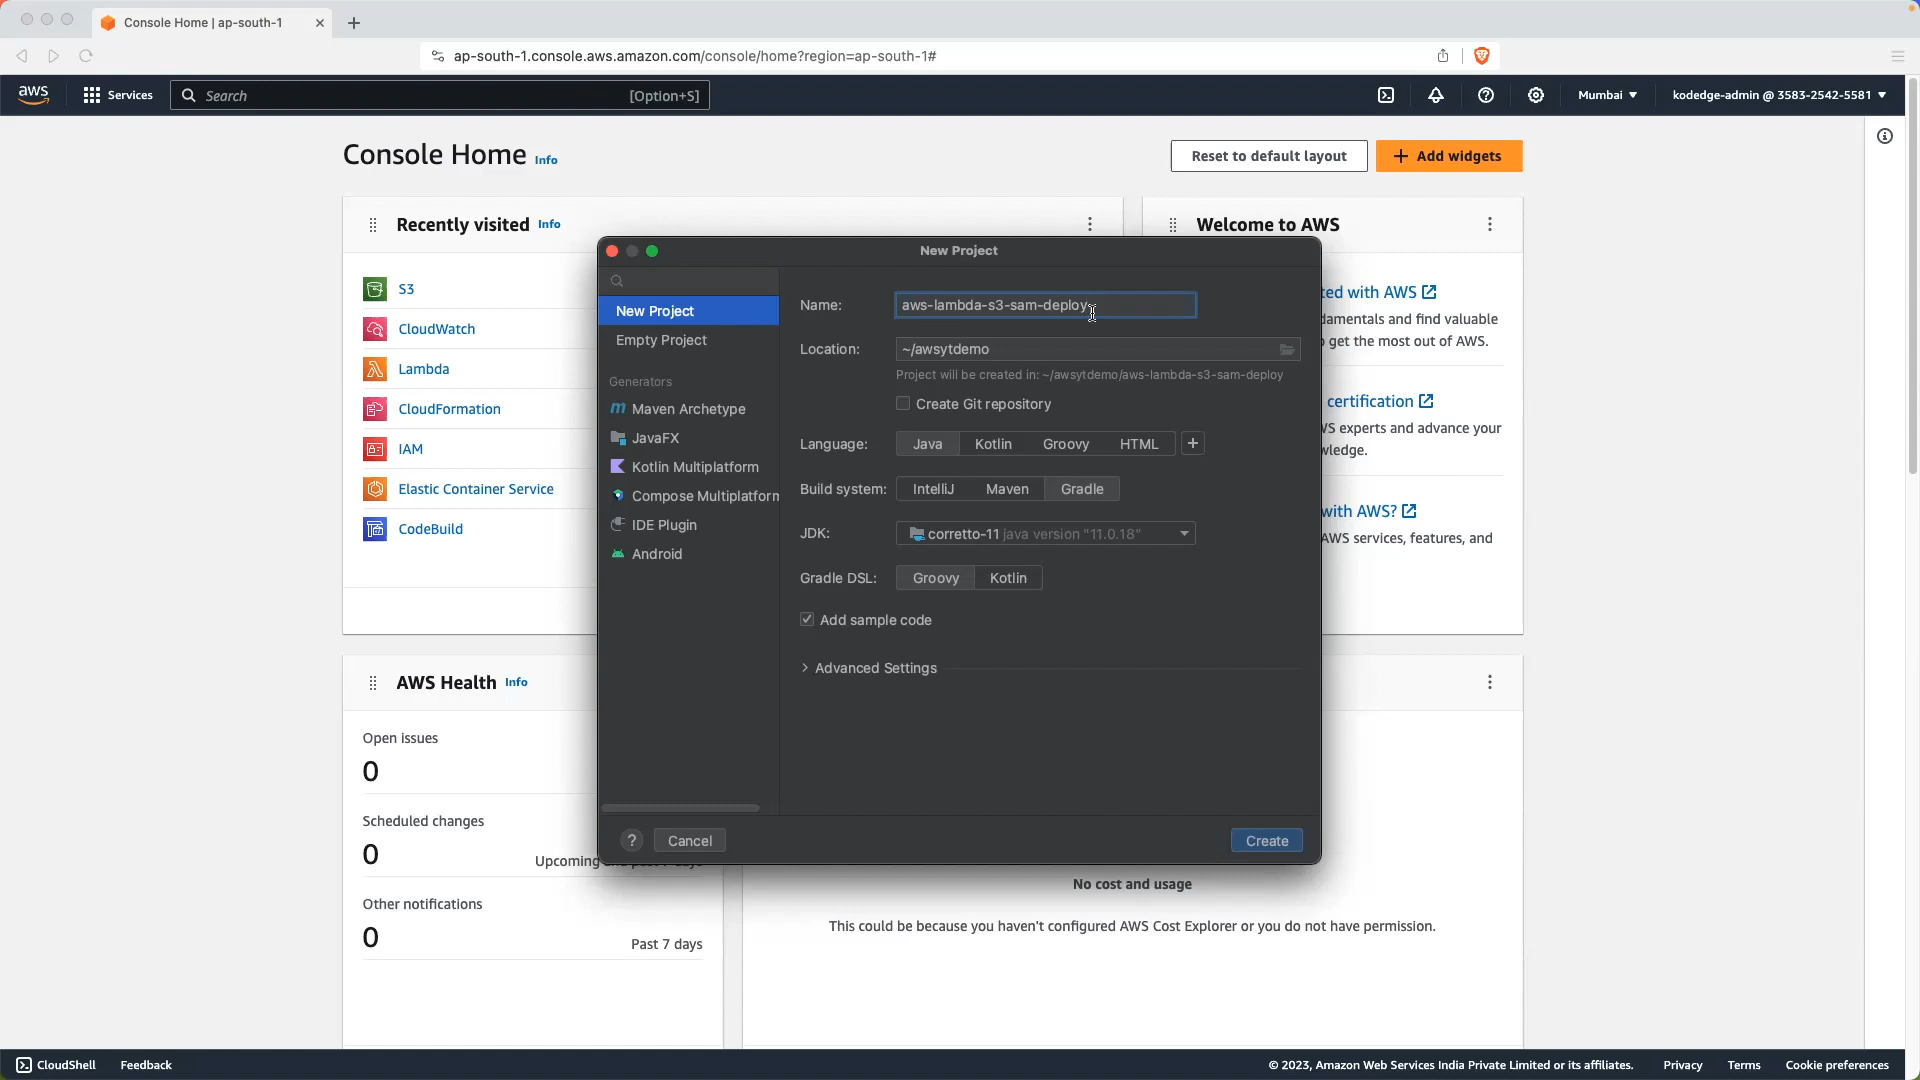 Console Home | ap-south-1
ap-south-1.console.aws.amazon.com/console/home?region=ap-south-1#
aws
Services
Search
[Option+S]
Mumbai
kodedge-admin @ 3583-2542-5581
Console Home Info
Reset to default layout
Add widgets
Recently visited Info
Welcome to AWS
S3
CloudWatch
Lambda
CloudFormation
IAM
Elastic Container Service
CodeBuild
New Project
New Project
Empty Project
Generators
Maven Archetype
JavaFX
Kotlin Multiplatform
Compose Multiplatform
IDE Plugin
Android
Name: aws-lambda-s3-sam-deploy
Location: ~/awsytdemo
Project will be created in: ~/awsytdemo/aws-lambda-s3-sam-deploy
Create Git repository
Language: Java Kotlin Groovy HTML
Build system: IntelliJ Maven Gradle
JDK: corretto-11 java version "11.0.18"
Gradle DSL: Groovy Kotlin
Add sample code
Advanced Settings
? Cancel
Create
ted with AWS
damentals and find valuable
get the most out of AWS.
certification
WS experts and advance your
wledge.
with AWS?
AWS services, features, and
AWS Health Info
Open issues
0
Scheduled changes
0
Upcoming
Other notifications
0
Past 7 days
No cost and usage
This could be because you haven't configured AWS Cost Explorer or you do not have permission.
CloudShell
Feedback
© 2023, Amazon Web Services India Private Limited or its affiliates.
Privacy
Terms
Cookie preferences